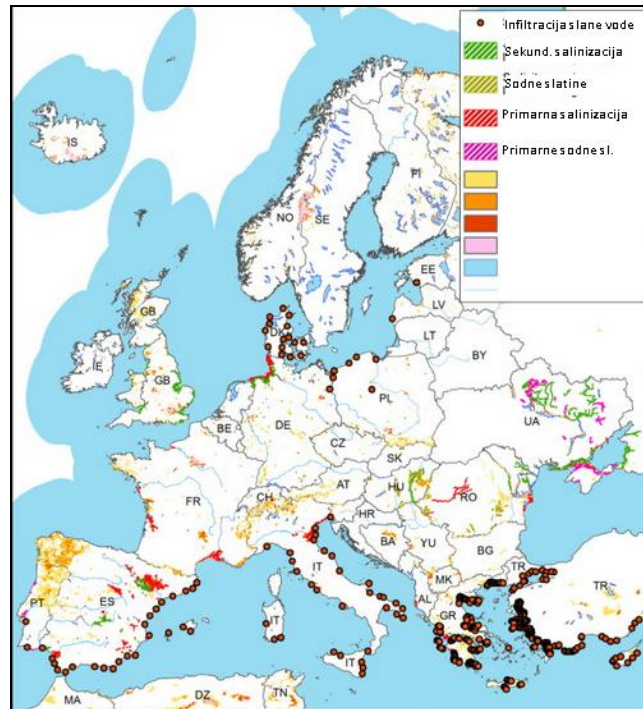 Infiltracija slane vode
Sekund. salinizacija
Sodne slatine
Primarna salinizacija
Primarne sodne sl.
IS
NO
SE
FI
EE
LV
LT
BY
GB
IE
GB
DK
PL
BE
DE
CZ
UA
SK
FR
CH
AT
HU
RO
HR
BA
YU
BG
IT
MK
TR
AL
PT
ES
IT
GR
TR
IT
MA
DZ
TN